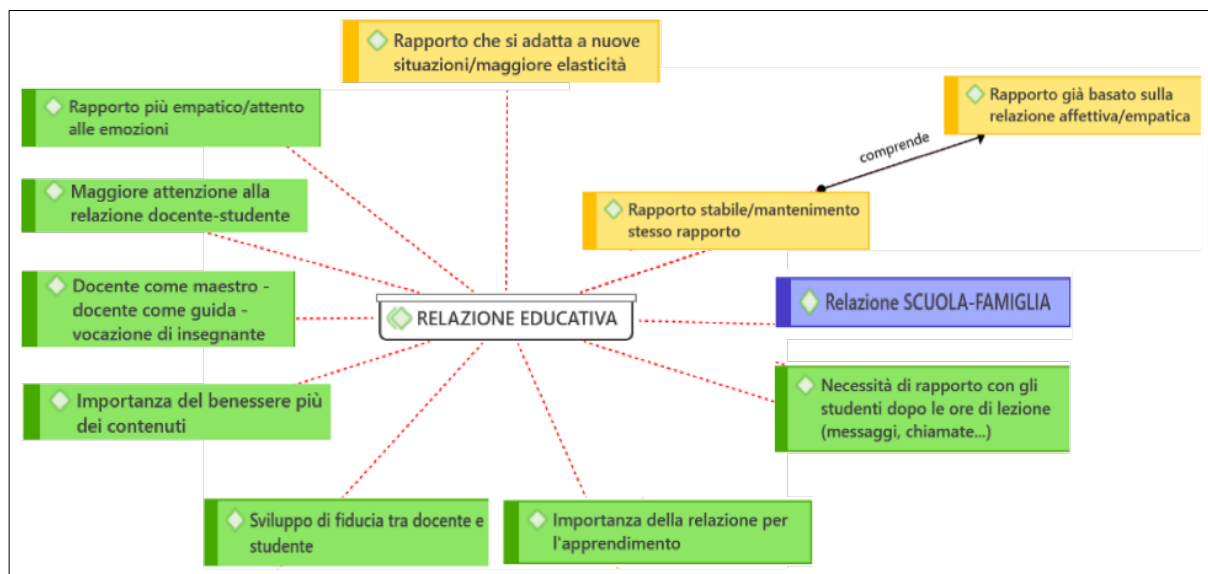 Rapporto che si adatta a nuove
situazioni/maggiore elasticità
Rapporto più empatico/attento
alle emozioni
Rapporto già basato sulla
relazione affettiva/empatica
comprende
Maggiore attenzione alla
relazione docente-studente
Rapporto stabile/mantenimento
stesso rapporto
Docente come maestro -
docente come guida -
vocazione di insegnante
RELAZIONE EDUCATIVA
Relazione SCUOLA-FAMIGLIA
Importanza del benessere più
dei contenuti
Necessità di rapporto con gli
studenti dopo le ore di lezione
(messaggi, chiamate...)
Sviluppo di fiducia tra docente e
studente
Importanza della relazione per
l'apprendimento